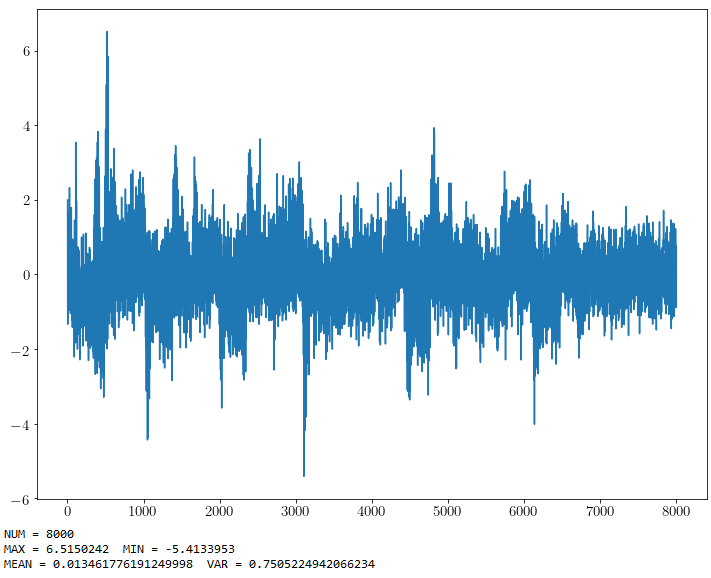 6
4
2
0
−2
−4
−6
0 1000 2000 3000 4000 5000 6000 7000 8000
NUM = 8000
MAX = 6.5150242  MIN = -5.4133953
MEAN = 0.013461776191249998  VAR = 0.7505224942066234